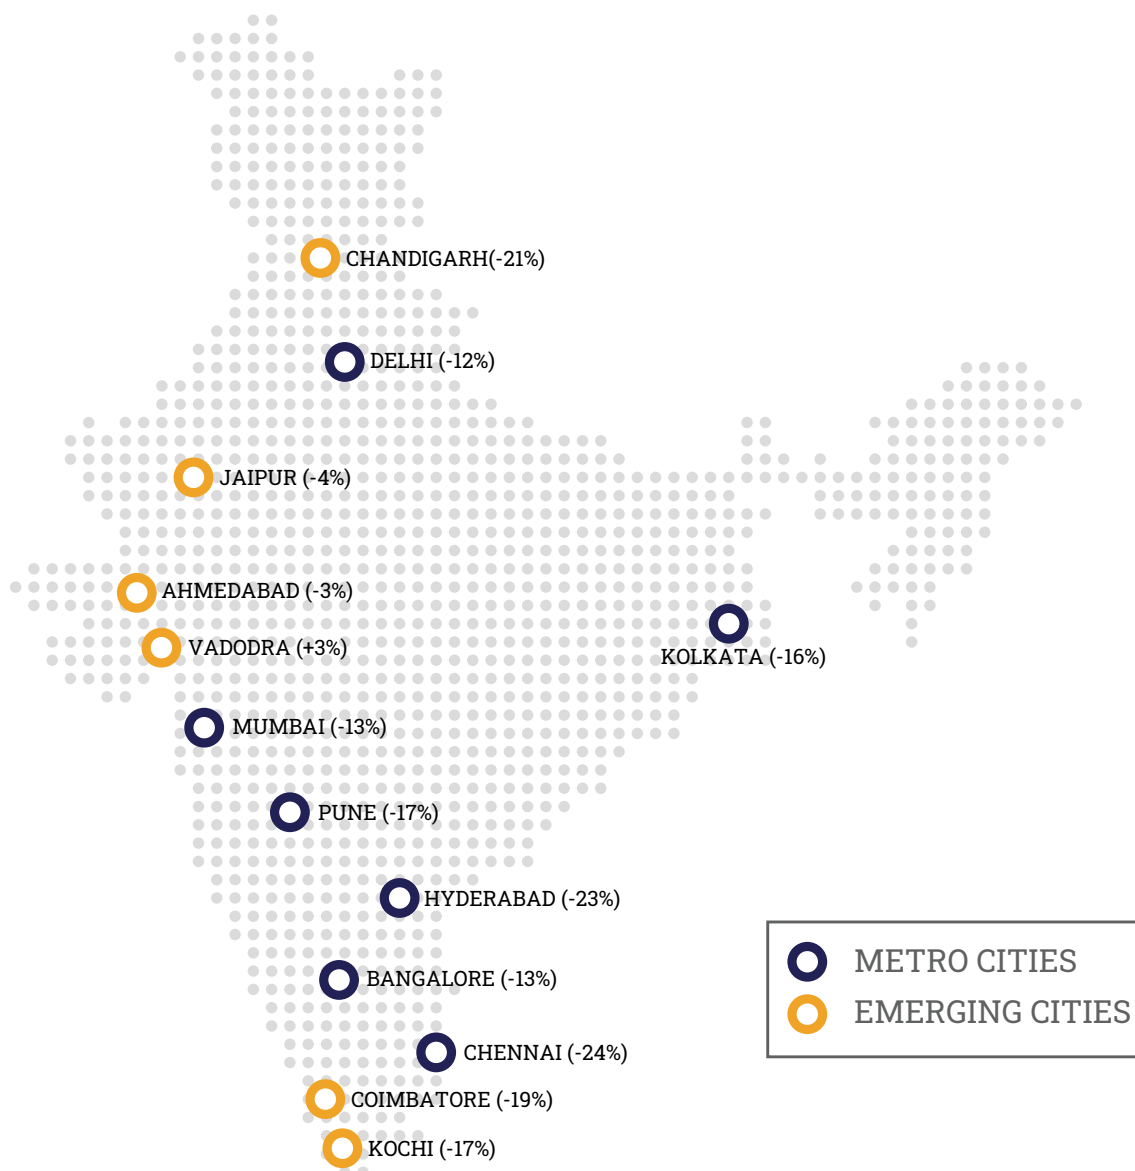 CHANDIGARH(-21%)
DELHI (-12%)
JAIPUR (-4%)
AHMEDABAD (-3%)
VADODRA (+3%)
KOLKATA (-16%)
MUMBAI (-13%)
PUNE (-17%)
HYDERABAD (-23%)
BANGALORE (-13%)
CHENNAI (-24%)
COIMBATORE (-19%)
KOCHI (-17%)
METRO CITIES
EMERGING CITIES